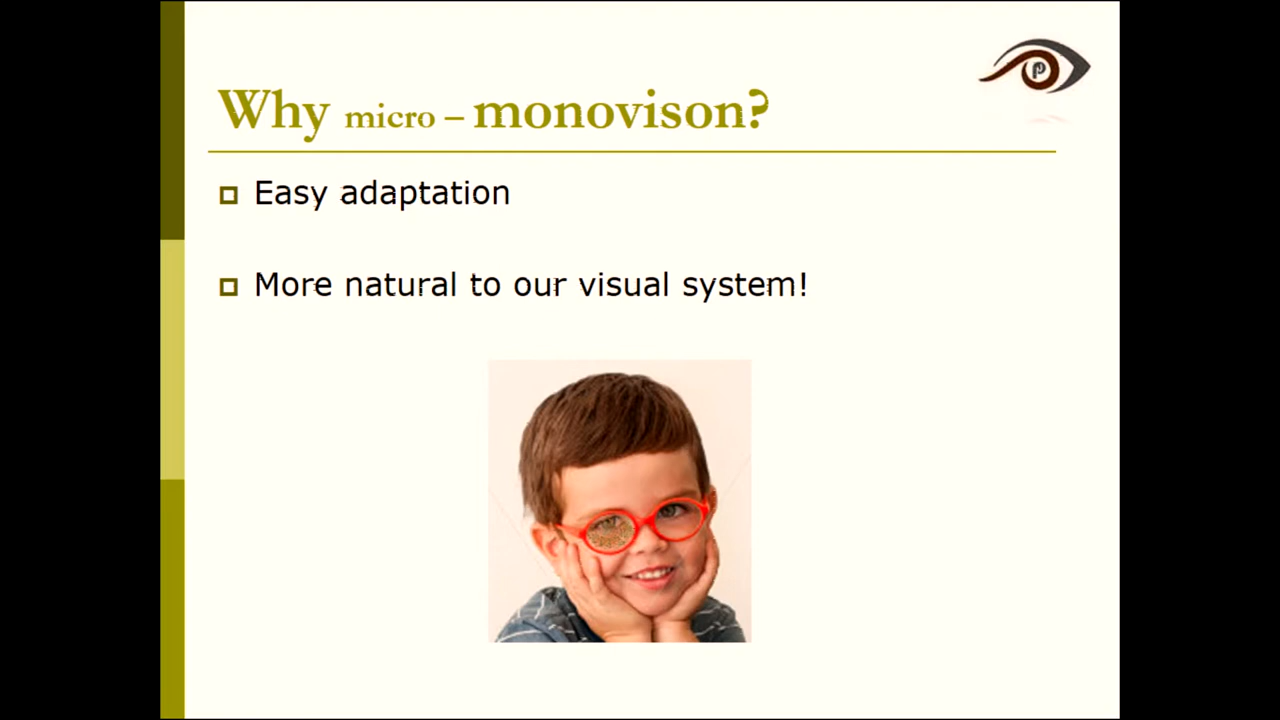 Why micro – monovison?
Easy adaptation
More natural to our visual system!